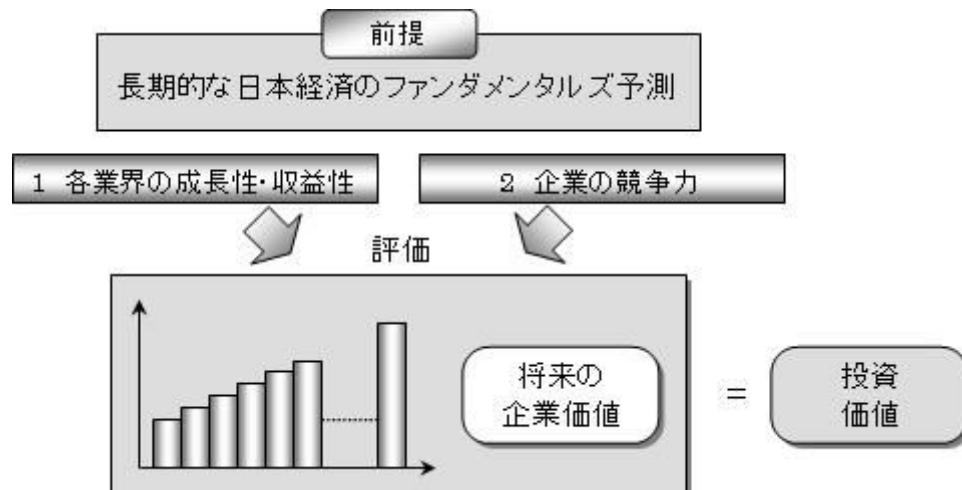 前提
長期的な日本経済のファンダメンタルズ予測
1 各業界の成長性・収益性
2 企業の競争力
評価
将来の
企業価値
=
投資
価値